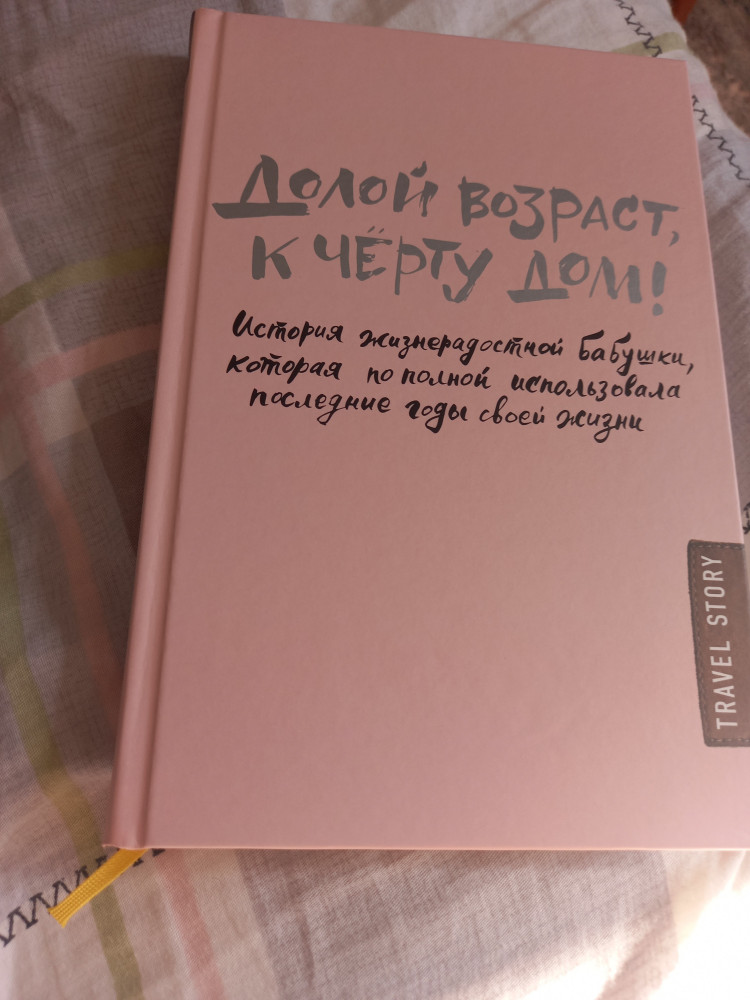 Долой возраст,
к чёрту дом!
История жизнерадостной бабушки,
которая по полной использовала
последние годы своей жизни
TRAVEL STORY